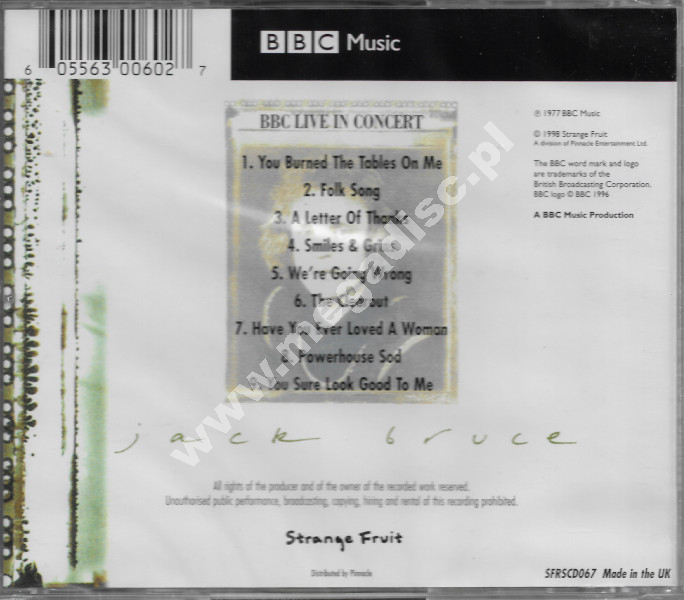 BBC Music
6 05563 00602 7
BBC LIVE IN CONCERT
1. You Burned The Tables On Me
2. Folk Song
3. A Letter Of Thanks
4. Smiles & Grins
5. We're Going Wrong
6. The Clearout
7. Have You Ever Loved A Woman
8. Powerhouse Sod
9. You Sure Look Good To Me
℗ 1977 BBC Music
© 1998 Strange Fruit
A division of Pinnacle Entertainment Ltd.
The BBC word mark and logo
are trademarks of the
British Broadcasting Corporation.
BBC logo © BBC 1996
A BBC Music Production
www.megadisc.pl
jack bruce
All rights of the producer and of the owner of the recorded work reserved.
Unauthorised public performance, broadcasting, copying, hiring and rental of this recording prohibited.
Strange Fruit
Distributed by Pinnacle
SFRSCD067 Made in the UK